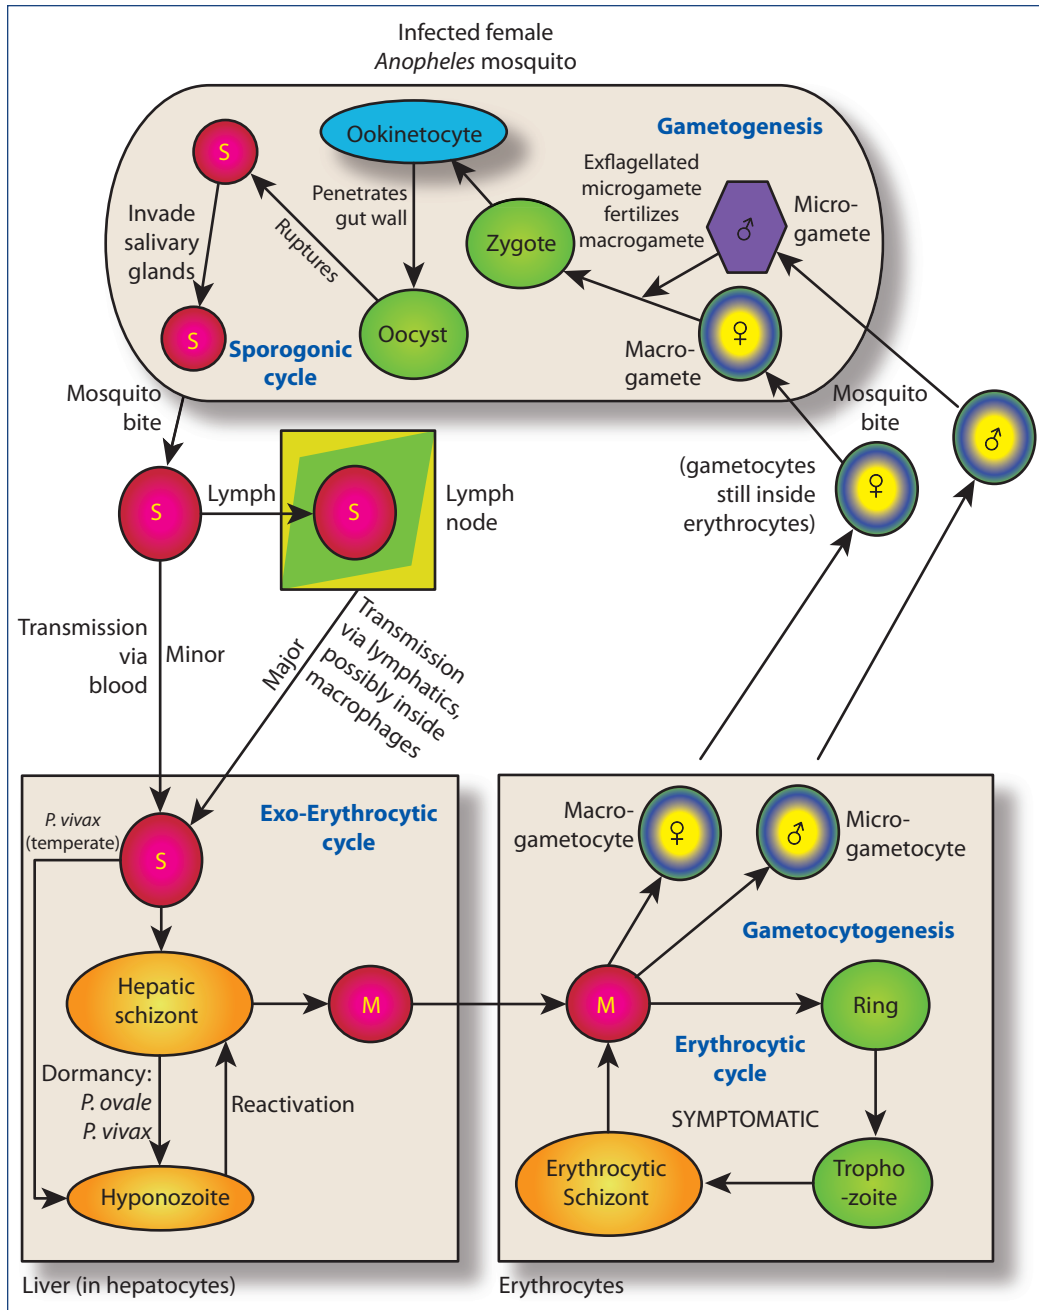 Infected female
Anopheles mosquito
Gametogenesis
Ookinetocyte
S
Exflagellated
microgamete
fertilizes
macrogamete
Penetrates
gut wall
♂
Micro-
gamete
Invade
salivary
glands
Ruptures
Zygote
S
Oocyst
♀
Sporogonic
cycle
Macro-
gamete
Mosquito
bite
Mosquito
bite
♂
S
Lymph
S
Lymph
node
(gametocytes
still inside
erythrocytes)
♀
Transmission
via
blood
Minor
Major
Transmission
via lymphatics,
possibly inside
macrophages
Exo-Erythrocytic
cycle
P. vivax
(temperate)
S
Macro-
gametocyte
♀
♂
Micro-
gametocyte
Gametocytogenesis
Hepatic
schizont
M
M
Ring
Erythrocytic
cycle
Dormancy:
P. ovale
P. vivax
Reactivation
SYMPTOMATIC
Hyponozoite
Erythrocytic
Schizont
Tropho
-zoite
Liver (in hepatocytes)
Erythrocytes